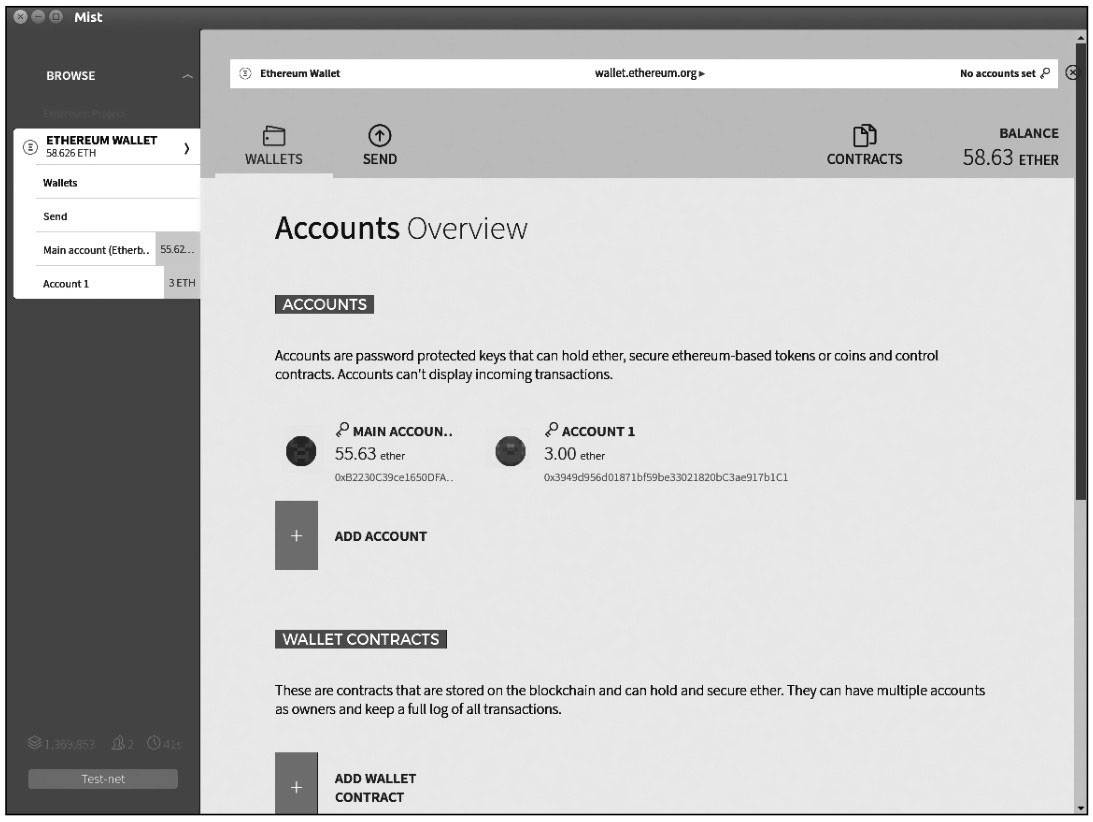 Mist
BROWSE
Ethereum Project
ETHEREUM WALLET
58.626 ETH
Wallets
Send
Main account (Etherb.. 55.62...
Account 1 3 ETH
1,369,853 2 41s
Test-net
Ethereum Wallet wallet.ethereum.org No accounts set
WALLETS SEND CONTRACTS
BALANCE
58.63 ETHER
Accounts Overview
ACCOUNTS
Accounts are password protected keys that can hold ether, secure ethereum-based tokens or coins and control
contracts. Accounts can't display incoming transactions.
MAIN ACCOUN..
55.63 ether
0xB2230C39ce1650DFA..
ACCOUNT 1
3.00 ether
0x3949d956d01871bf59be33021820bC3ae917b1C1
+ ADD ACCOUNT
WALLET CONTRACTS
These are contracts that are stored on the blockchain and can hold and secure ether. They can have multiple accounts
as owners and keep a full log of all transactions.
+ ADD WALLET
CONTRACT